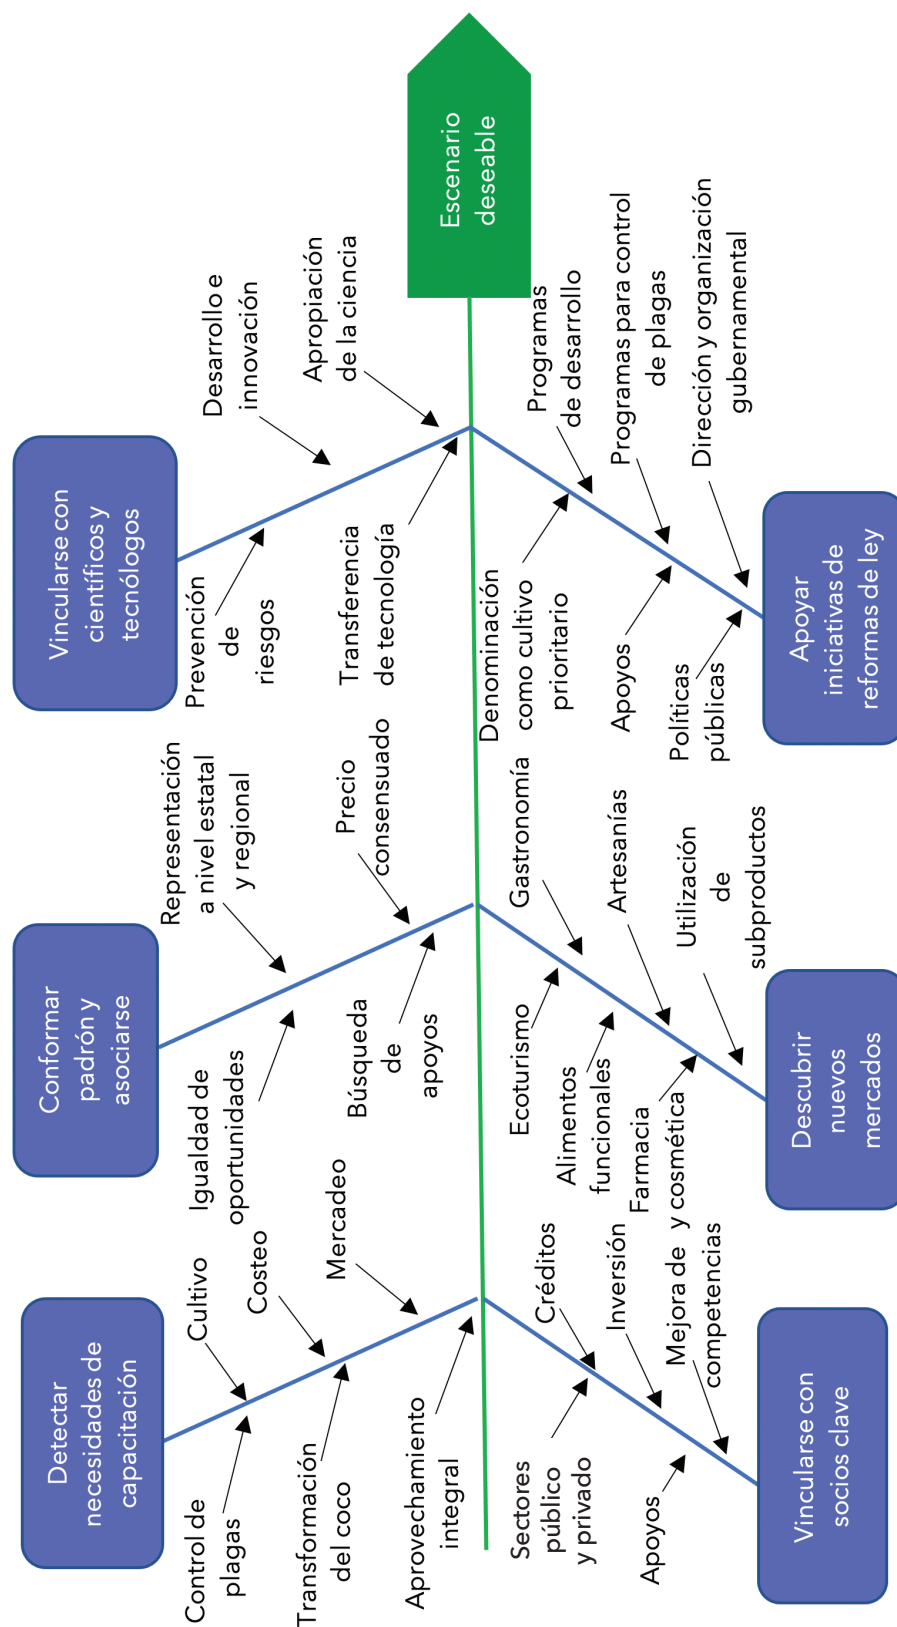 Detectar
necesidades de
capacitación
Conformar
padrón y
asociarse
Vincularse con
científicos y
tecnólogos
Control de
plagas
Cultivo
Costeo
Transformación
del coco
Mercadeo
Aprovechamiento
integral
Representación
a nivel estatal
y regional
Igualdad de
oportunidades
Precio
consensuado
Búsqueda
de
apoyos
Desarrollo e
innovación
Prevención
de
riesgos
Apropiación
de la ciencia
Transferencia
de tecnología
Escenario
deseable
Sectores
público
y privado
Créditos
Inversión
Apoyos
Mejora de
competencias
Ecoturismo
Gastronomía
Alimentos
funcionales
Artesanías
Farmacia
y cosmética
Utilización
de
subproductos
Denominación
como cultivo
prioritario
Programas
de desarrollo
Apoyos
Programas para control
de plagas
Políticas
públicas
Dirección y organización
gubernamental
Vincularse con
socios clave
Descubrir
nuevos
mercados
Apoyar
iniciativas de
reformas de ley